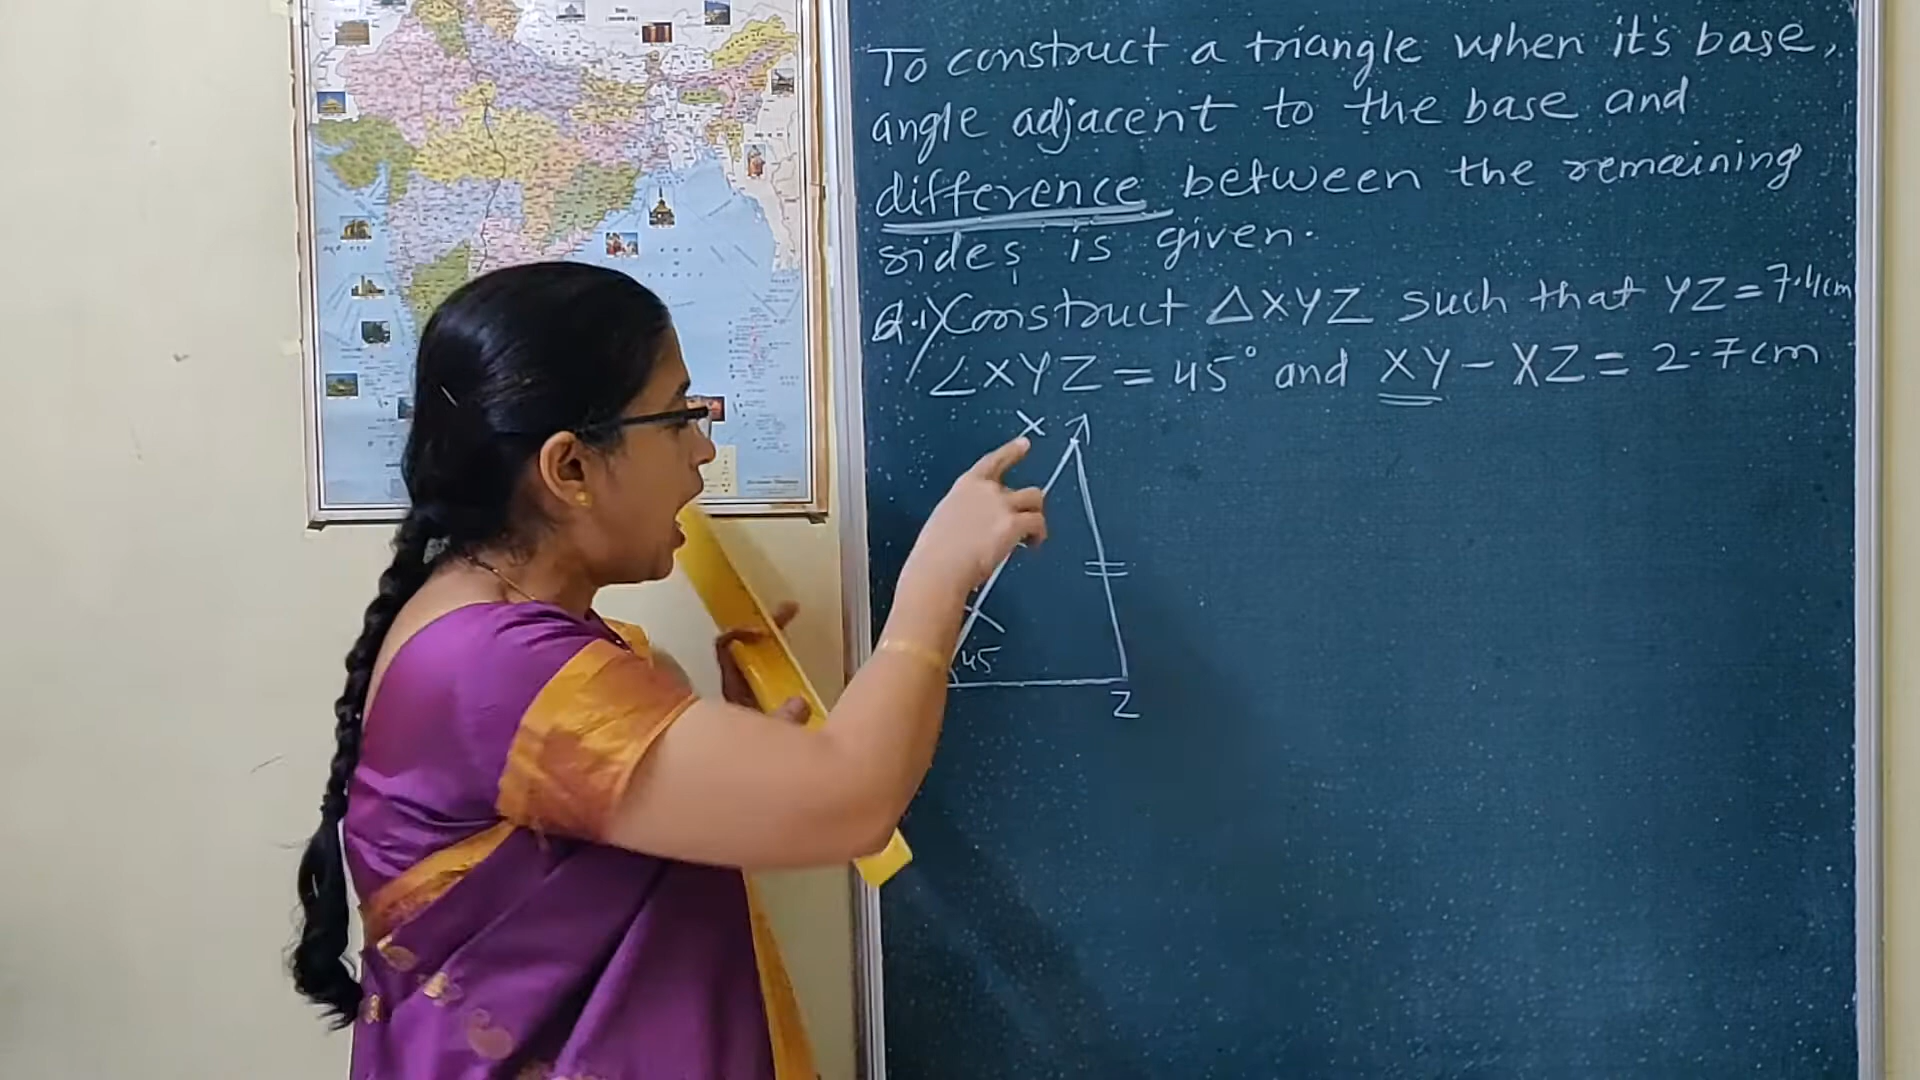 To construct a triangle when it's base,
angle adjacent to the base and
difference between the remaining
sides is given.
Q.1) Construct △XYZ such that YZ = 7.4cm
∠XYZ = 45° and XY - XZ = 2.7cm
X
45
Z